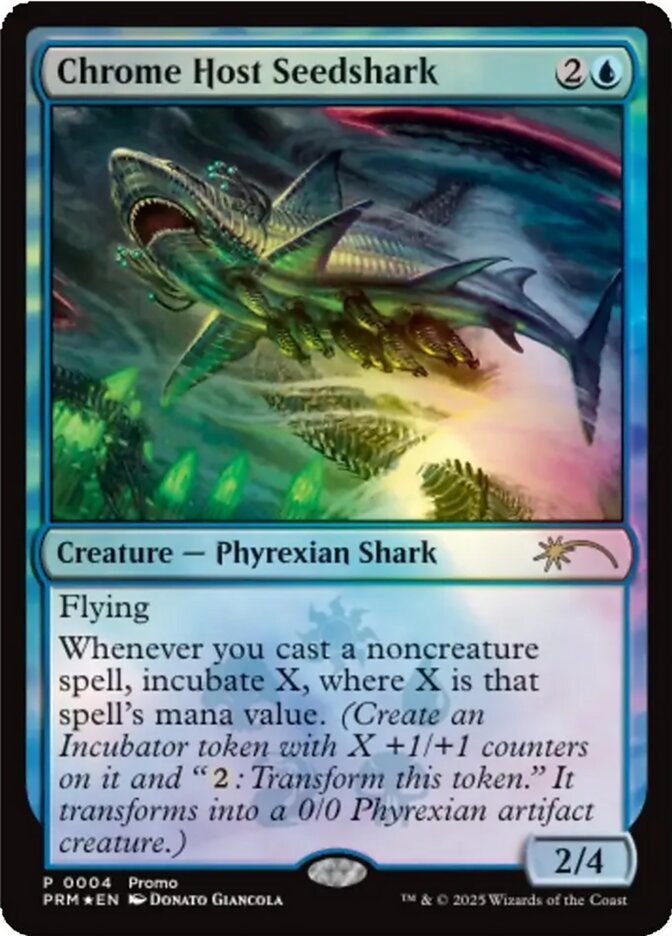 Chrome Host Seedshark 2
Creature — Phyrexian Shark
Flying
Whenever you cast a noncreature
spell, incubate X, where X is that
spell's mana value. (Create an
Incubator token with X +1/+1 counters
on it and “2: Transform this token.” It
transforms into a 0/0 Phyrexian artifact
creature.)
2/4
P 0004 Promo
PRM★EN Donato Giancola
™ & © 2025 Wizards of the Coast